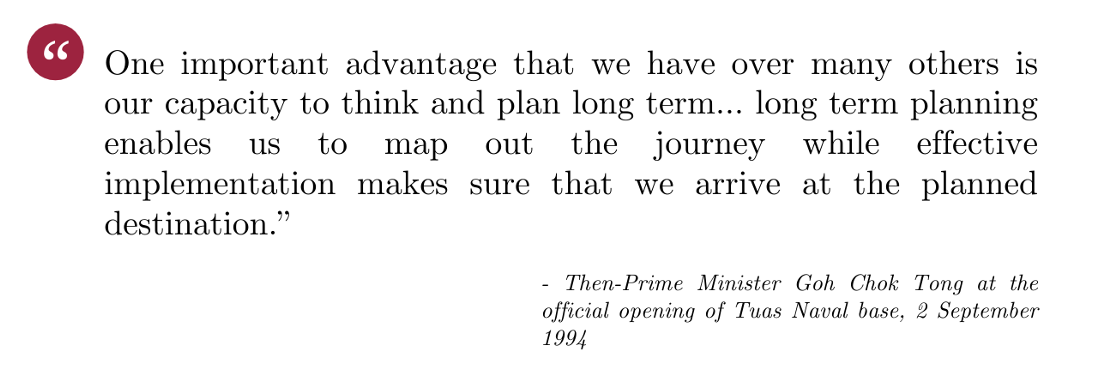 “
One important advantage that we have over many others is
our capacity to think and plan long term... long term planning
enables us to map out the journey while effective
implementation makes sure that we arrive at the planned
destination.”
- Then-Prime Minister Goh Chok Tong at the
official opening of Tuas Naval base, 2 September
1994